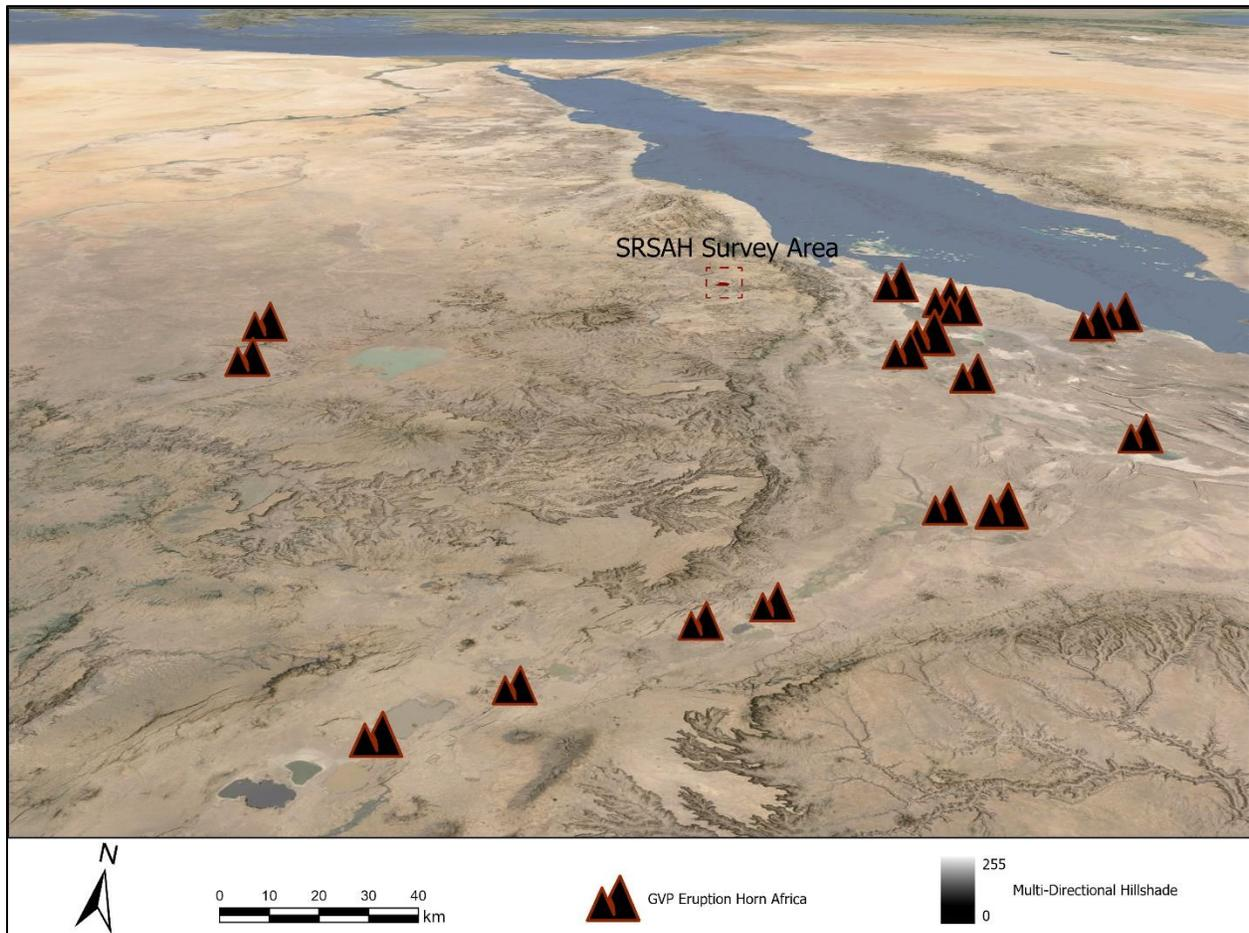 SRSAH Survey Area
N
0 10 20 30 40
km
GVP Eruption Horn Africa
255
Multi-Directional Hillshade
0